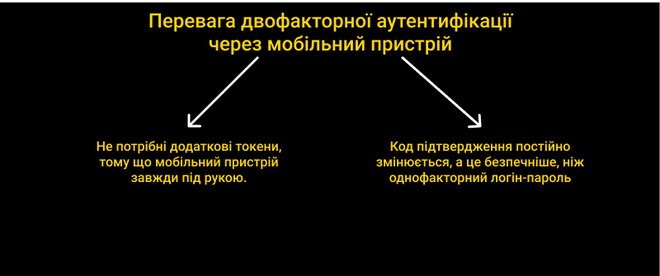 Перевага двофакторної аутентифікації
через мобільний пристрій
Не потрібні додаткові токени,
тому що мобільний пристрій
завжди під рукою.
Код підтвердження постійно
змінюється, а це безпечніше, ніж
однофакторний логін-пароль